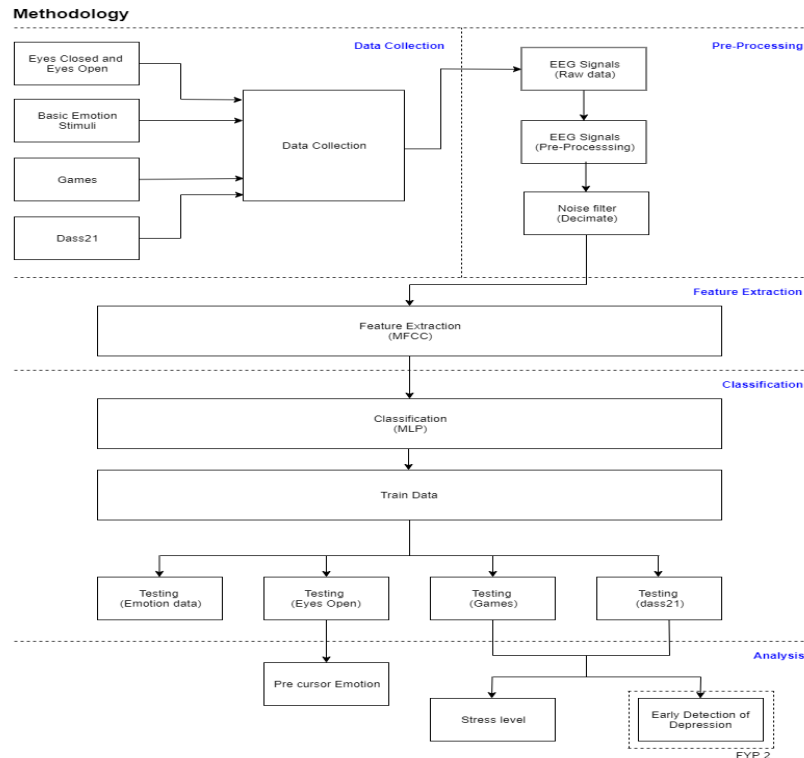 Methodology
Data Collection
Pre-Processing
Eyes Closed and
Eyes Open
Basic Emotion
Stimuli
Games
Dass21
Data Collection
EEG Signals
(Raw data)
EEG Signals
(Pre-Processsing)
Noise filter
(Decimate)
Feature Extraction
Feature Extraction
(MFCC)
Classification
Classification
(MLP)
Train Data
Testing
(Emotion data)
Testing
(Eyes Open)
Testing
(Games)
Testing
(dass21)
Analysis
Pre cursor Emotion
Stress level
Early Detection of
Depression
FYP 2